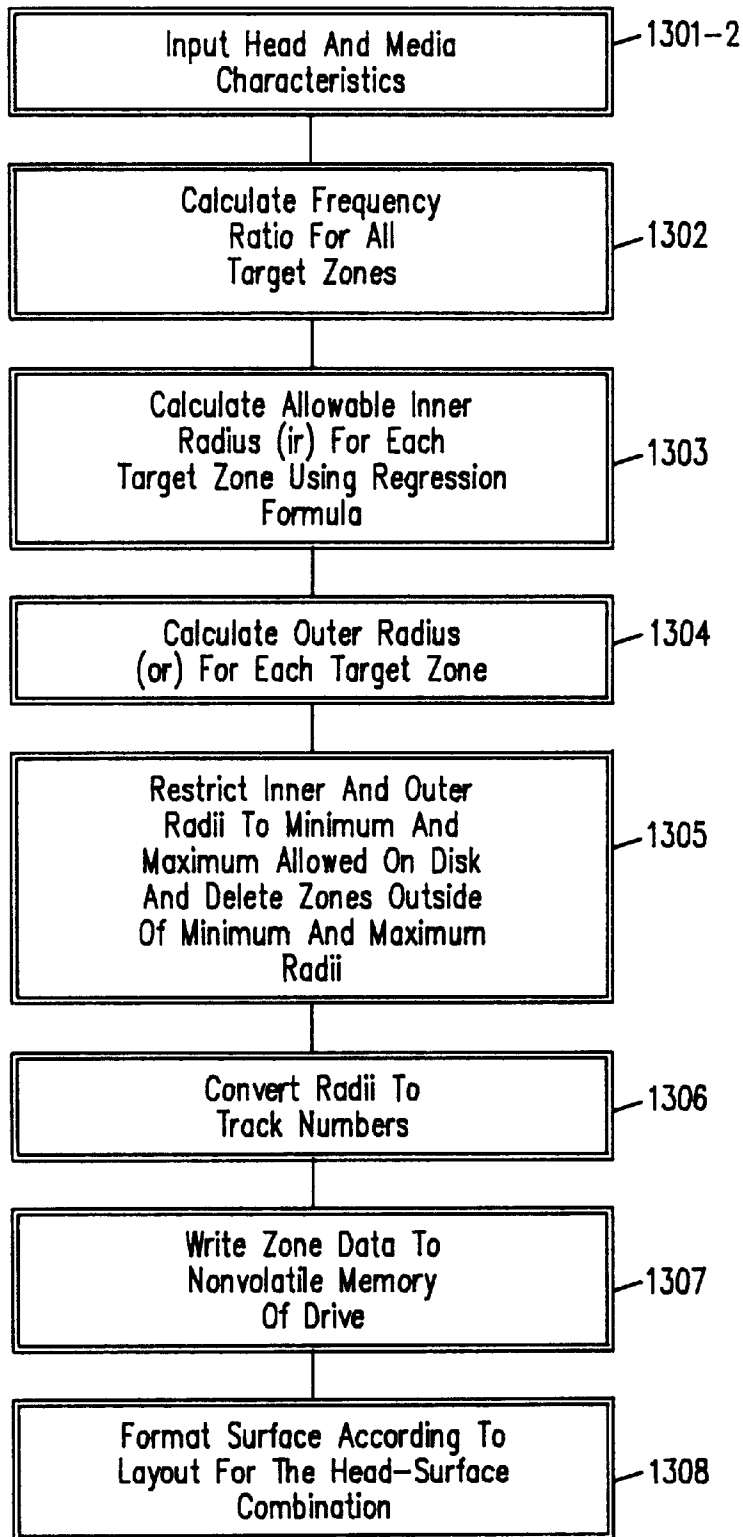 Input Head And Media
Characteristics
1301-2
Calculate Frequency
Ratio For All
Target Zones
1302
Calculate Allowable Inner
Radius (ir) For Each
Target Zone Using Regression
Formula
1303
Calculate Outer Radius
(or) For Each Target Zone
1304
Restrict Inner And Outer
Radii To Minimum And
Maximum Allowed On Disk
And Delete Zones Outside
Of Minimum And Maximum
Radii
1305
Convert Radii To
Track Numbers
1306
Write Zone Data To
Nonvolatile Memory
Of Drive
1307
Format Surface According To
Layout For The Head-Surface
Combination
1308